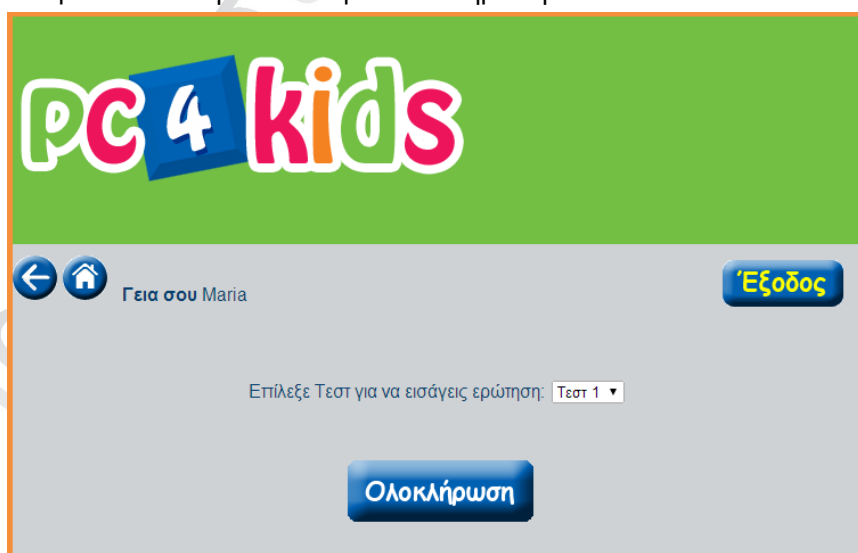 PC 4 kids
Γεια σου Maria
Έξοδος
Επίλεξε Τεστ για να εισάγεις ερώτηση: Τεστ 1
Ολοκλήρωση